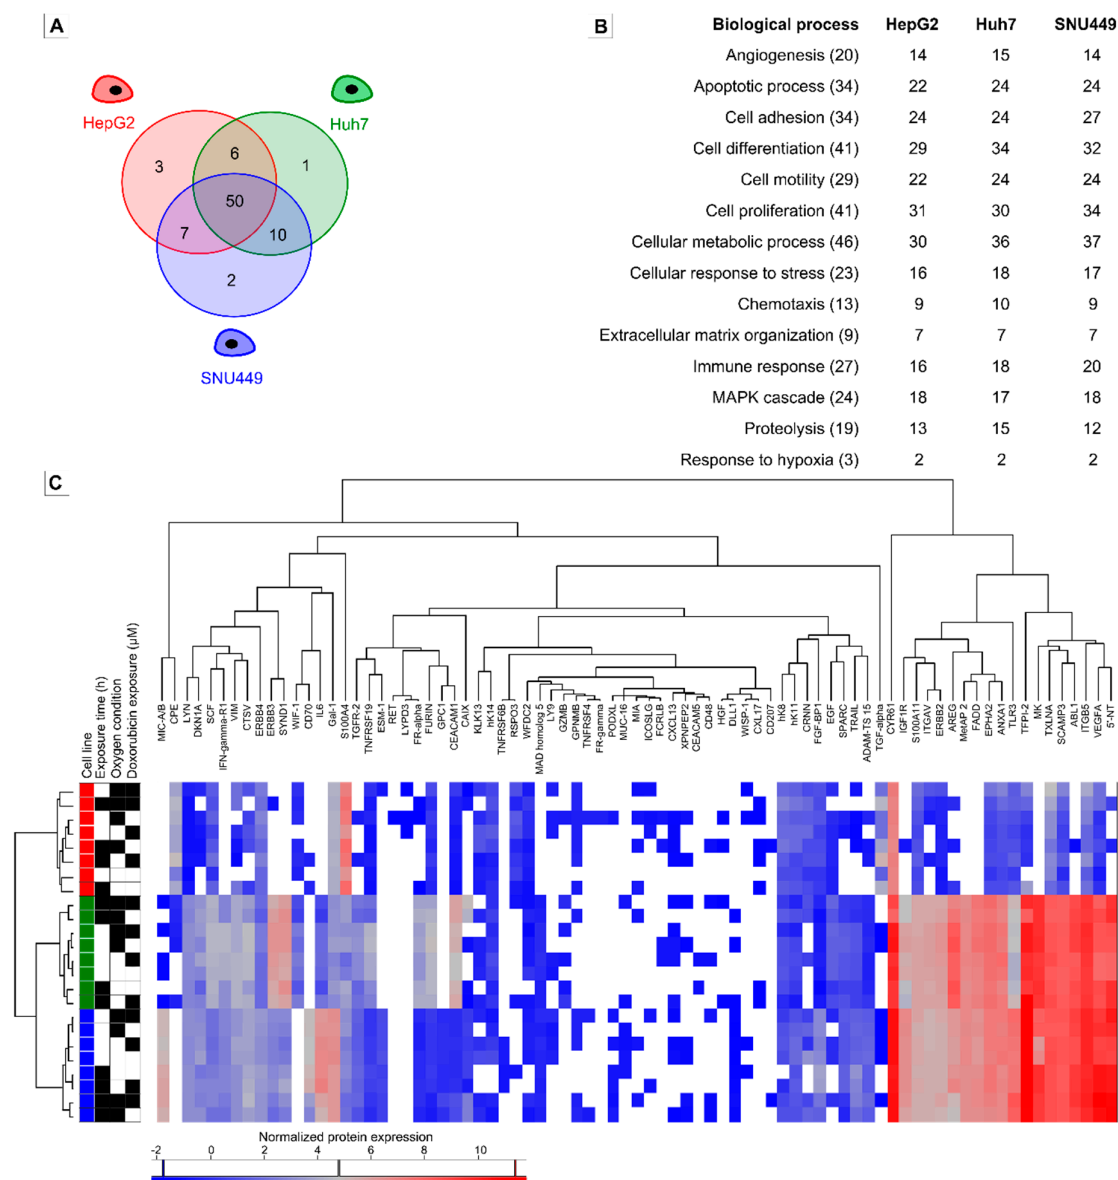 A
HepG2
Huh7
3
6
1
50
7
10
2
SNU449
B
Biological process HepG2 Huh7 SNU449
Angiogenesis (20) 14 15 14
Apoptotic process (34) 22 24 24
Cell adhesion (34) 24 24 27
Cell differentiation (41) 29 34 32
Cell motility (29) 22 24 24
Cell proliferation (41) 31 30 34
Cellular metabolic process (46) 30 36 37
Cellular response to stress (23) 16 18 17
Chemotaxis (13) 9 10 9
Extracellular matrix organization (9) 7 7 7
Immune response (27) 16 18 20
MAPK cascade (24) 18 17 18
Proteolysis (19) 13 15 12
Response to hypoxia (3) 2 2 2
C
Cell line
Exposure time (h)
Oxygen condition
Doxorubicin exposure (µM)
MIC-A/B
CPE
LYN
DKN1A
SCF
IFN-gamma-R1
VIM
CTSV
ERBB4
ERBB3
SYND1
WIF-1
CD70
IL6
Gal-1
S100A4
TGFR-2
TNFRSF19
ESM-1
RET
LYPD3
FR-alpha
FURIN
GPC1
CEACAM1
CAIX
KLK13
hK14
TNFRSF6B
RSPO3
WFDC2
MAD homolog 5
LY9
GZMB
GPNMB
TNFRSF4
FR-gamma
PODXL
MUC-16
MIA
ICOSLG
FCRLB
CXCL13
XPNPEP2
CEACAM5
CD48
HGF
DLL1
WISP-1
CXL17
CD207
hK8
hK11
CRNN
FGF-BP1
EGF
SPARC
TRAIL
ADAM-TS 15
TGF-alpha
CYR61
IGF1R
S100A11
ITGAV
ERBB2
AREG
MetAP 2
FADD
EPHA2
ANXA1
TLR3
TFPI-2
MK
TXLNA
SCAMP3
ABL1
ITGB5
VEGFA
5'-NT
Normalized protein expression
-2 0 2 4 6 8 10